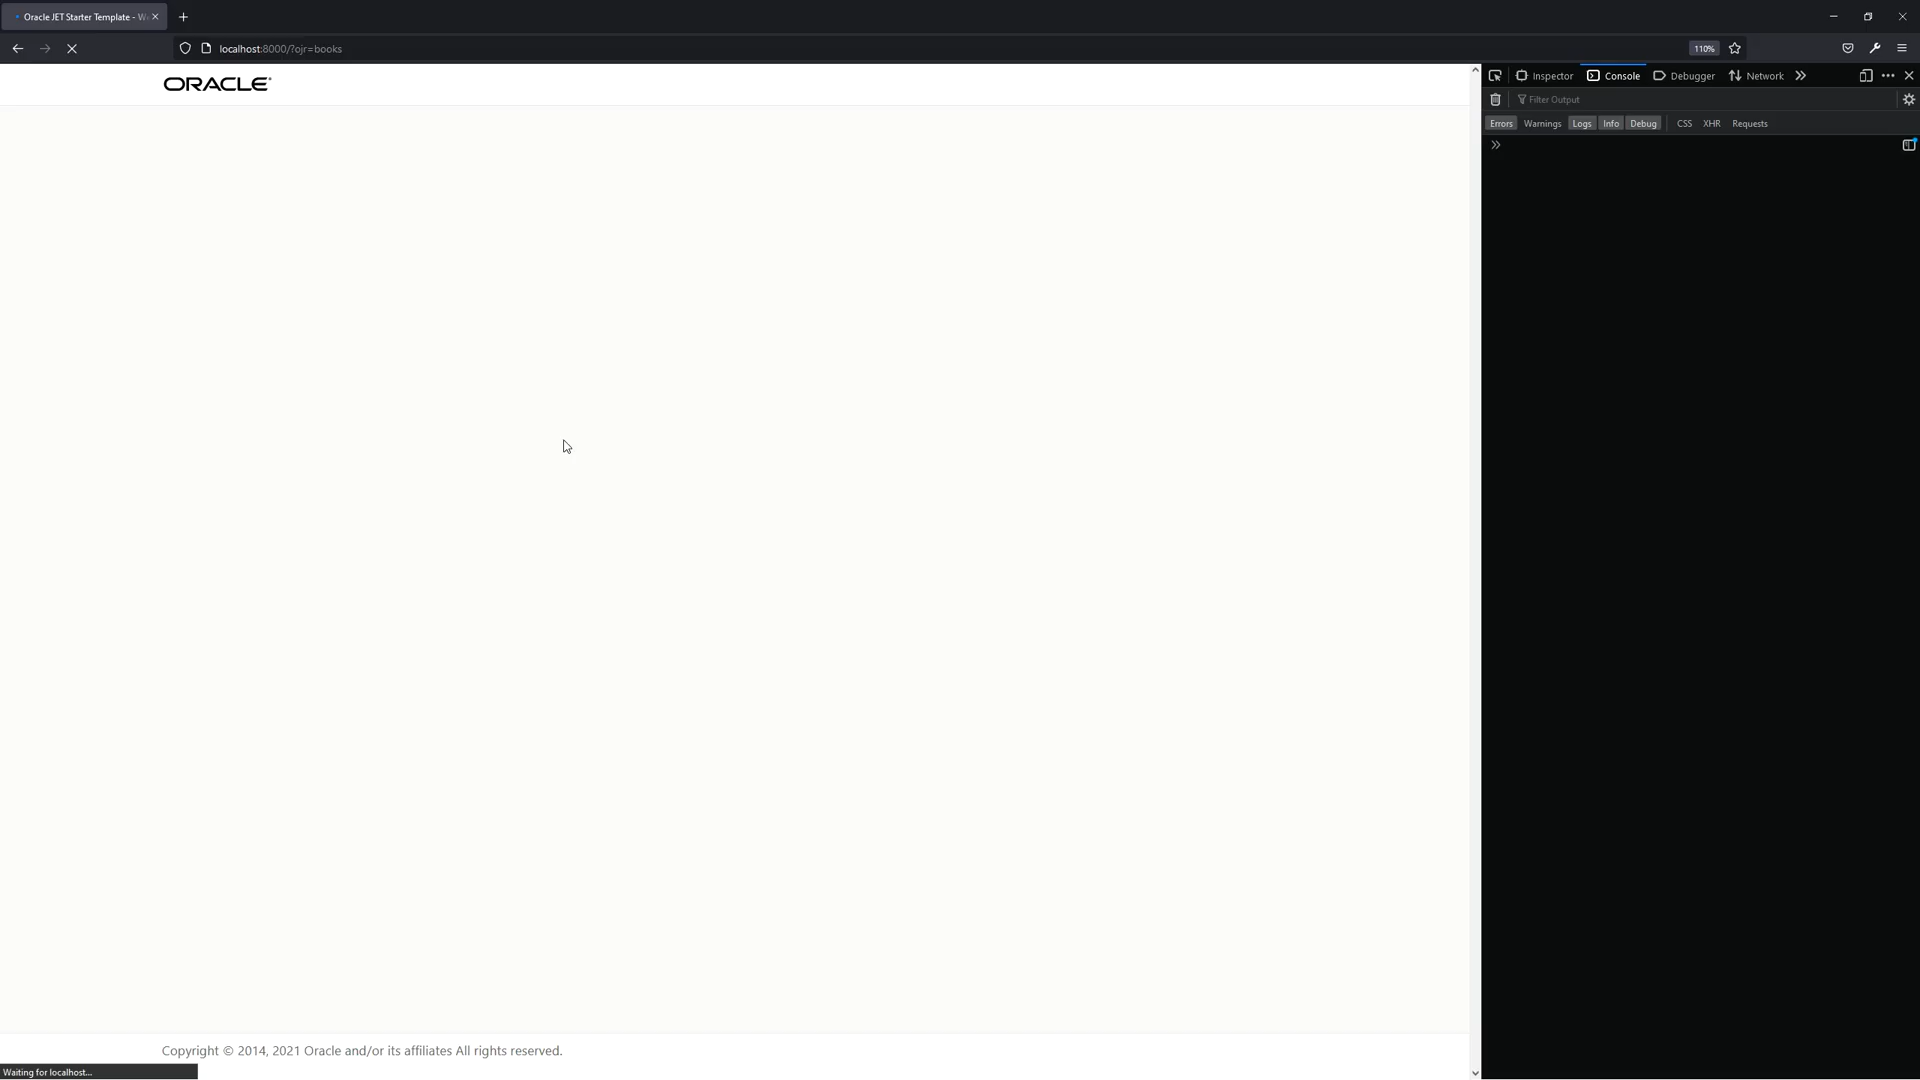 Oracle JET Starter Template - W
localhost:8000/?ojr=books
110%
ORACLE
Inspector
Console
Debugger
Network
Filter Output
Errors
Warnings
Logs
Info
Debug
CSS
XHR
Requests
Copyright © 2014, 2021 Oracle and/or its affiliates All rights reserved.
Waiting for localhost...